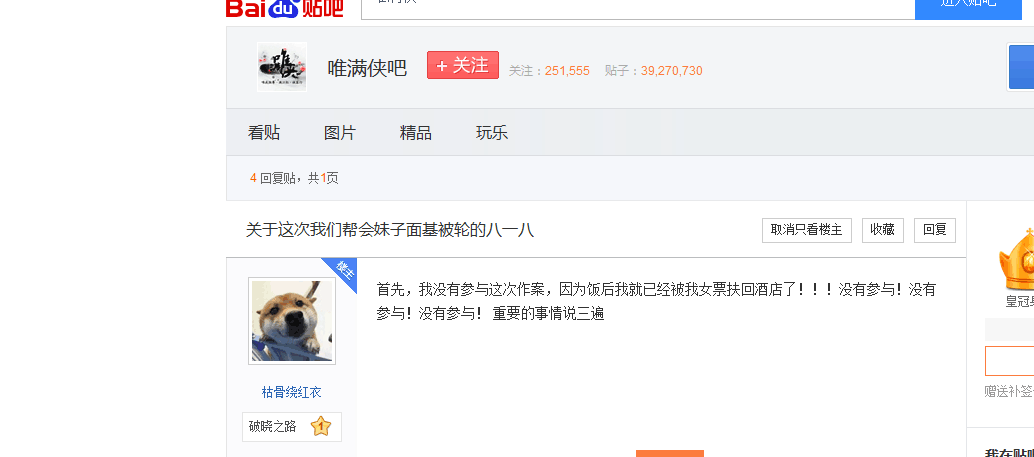 Bai du 贴吧
进入贴吧
唯满侠吧
+ 关注
关注：251,555 贴子：39,270,730
看贴 图片 精品 玩乐
4 回复贴，共1页
关于这次我们帮会妹子面基被轮的八一八
取消只看楼主 收藏 回复
楼主
首先，我没有参与这次作案，因为饭后我就已经被我女票扶回酒店了！！！没有参与！没有
参与！没有参与！ 重要的事情说三遍
皇冠
枯骨绕红衣
赠送补签
破晓之路 1
我在贴